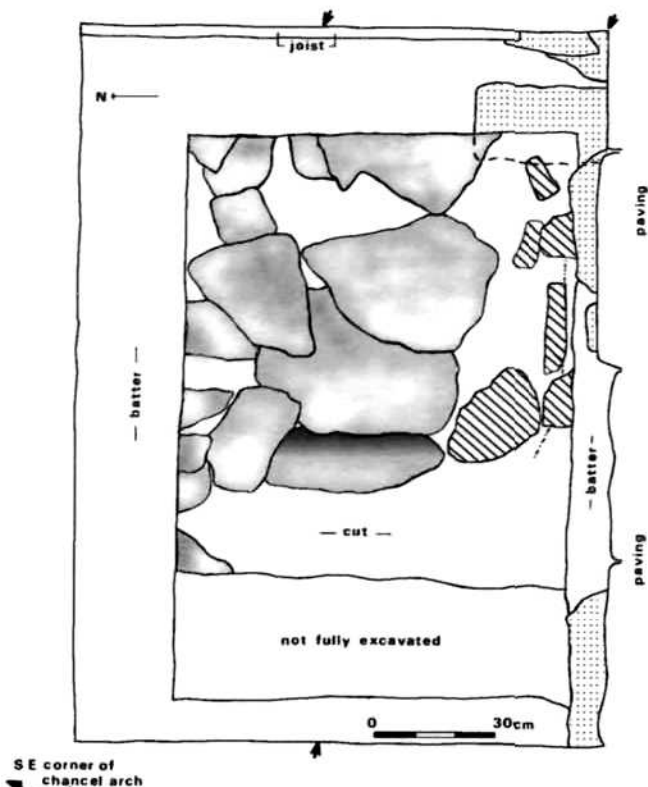 joist
N
paving
batter
batter
cut
paving
not fully excavated
0 30cm
S E corner of
chancel arch